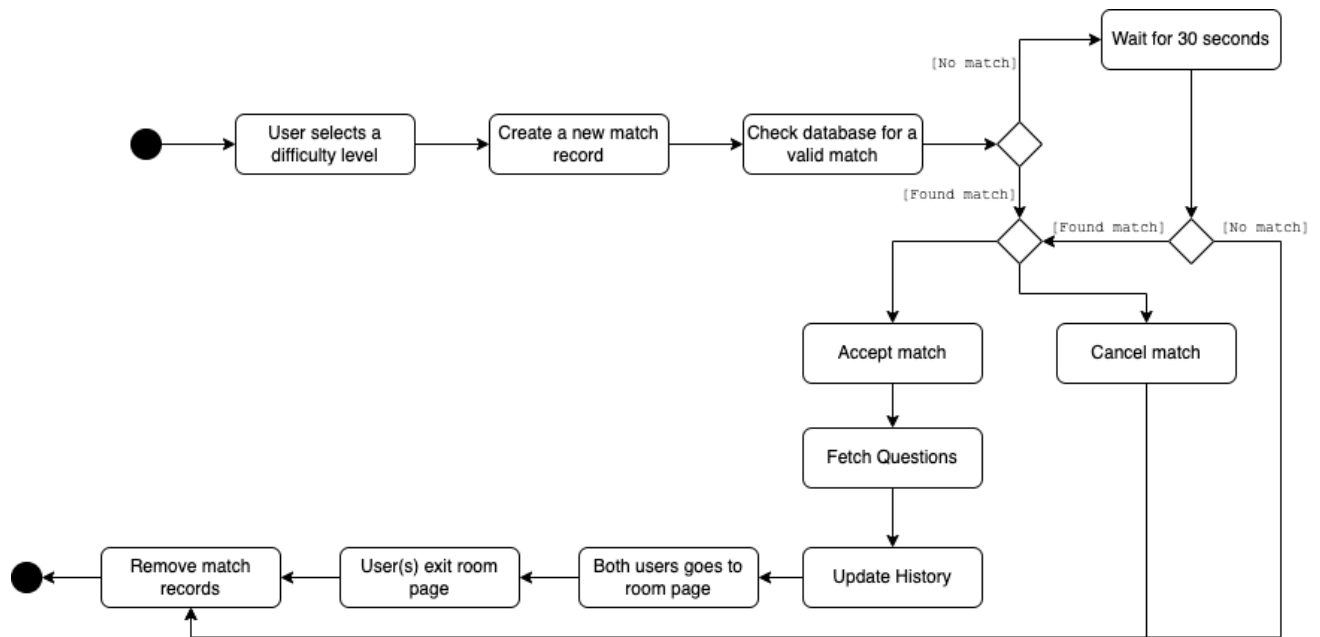 Wait for 30 seconds
[No match]
User selects a
difficulty level
Create a new match
record
Check database for a
valid match
[Found match]
[Found match]
[No match]
Accept match
Cancel match
Fetch Questions
Remove match
records
User(s) exit room
page
Both users goes to
room page
Update History